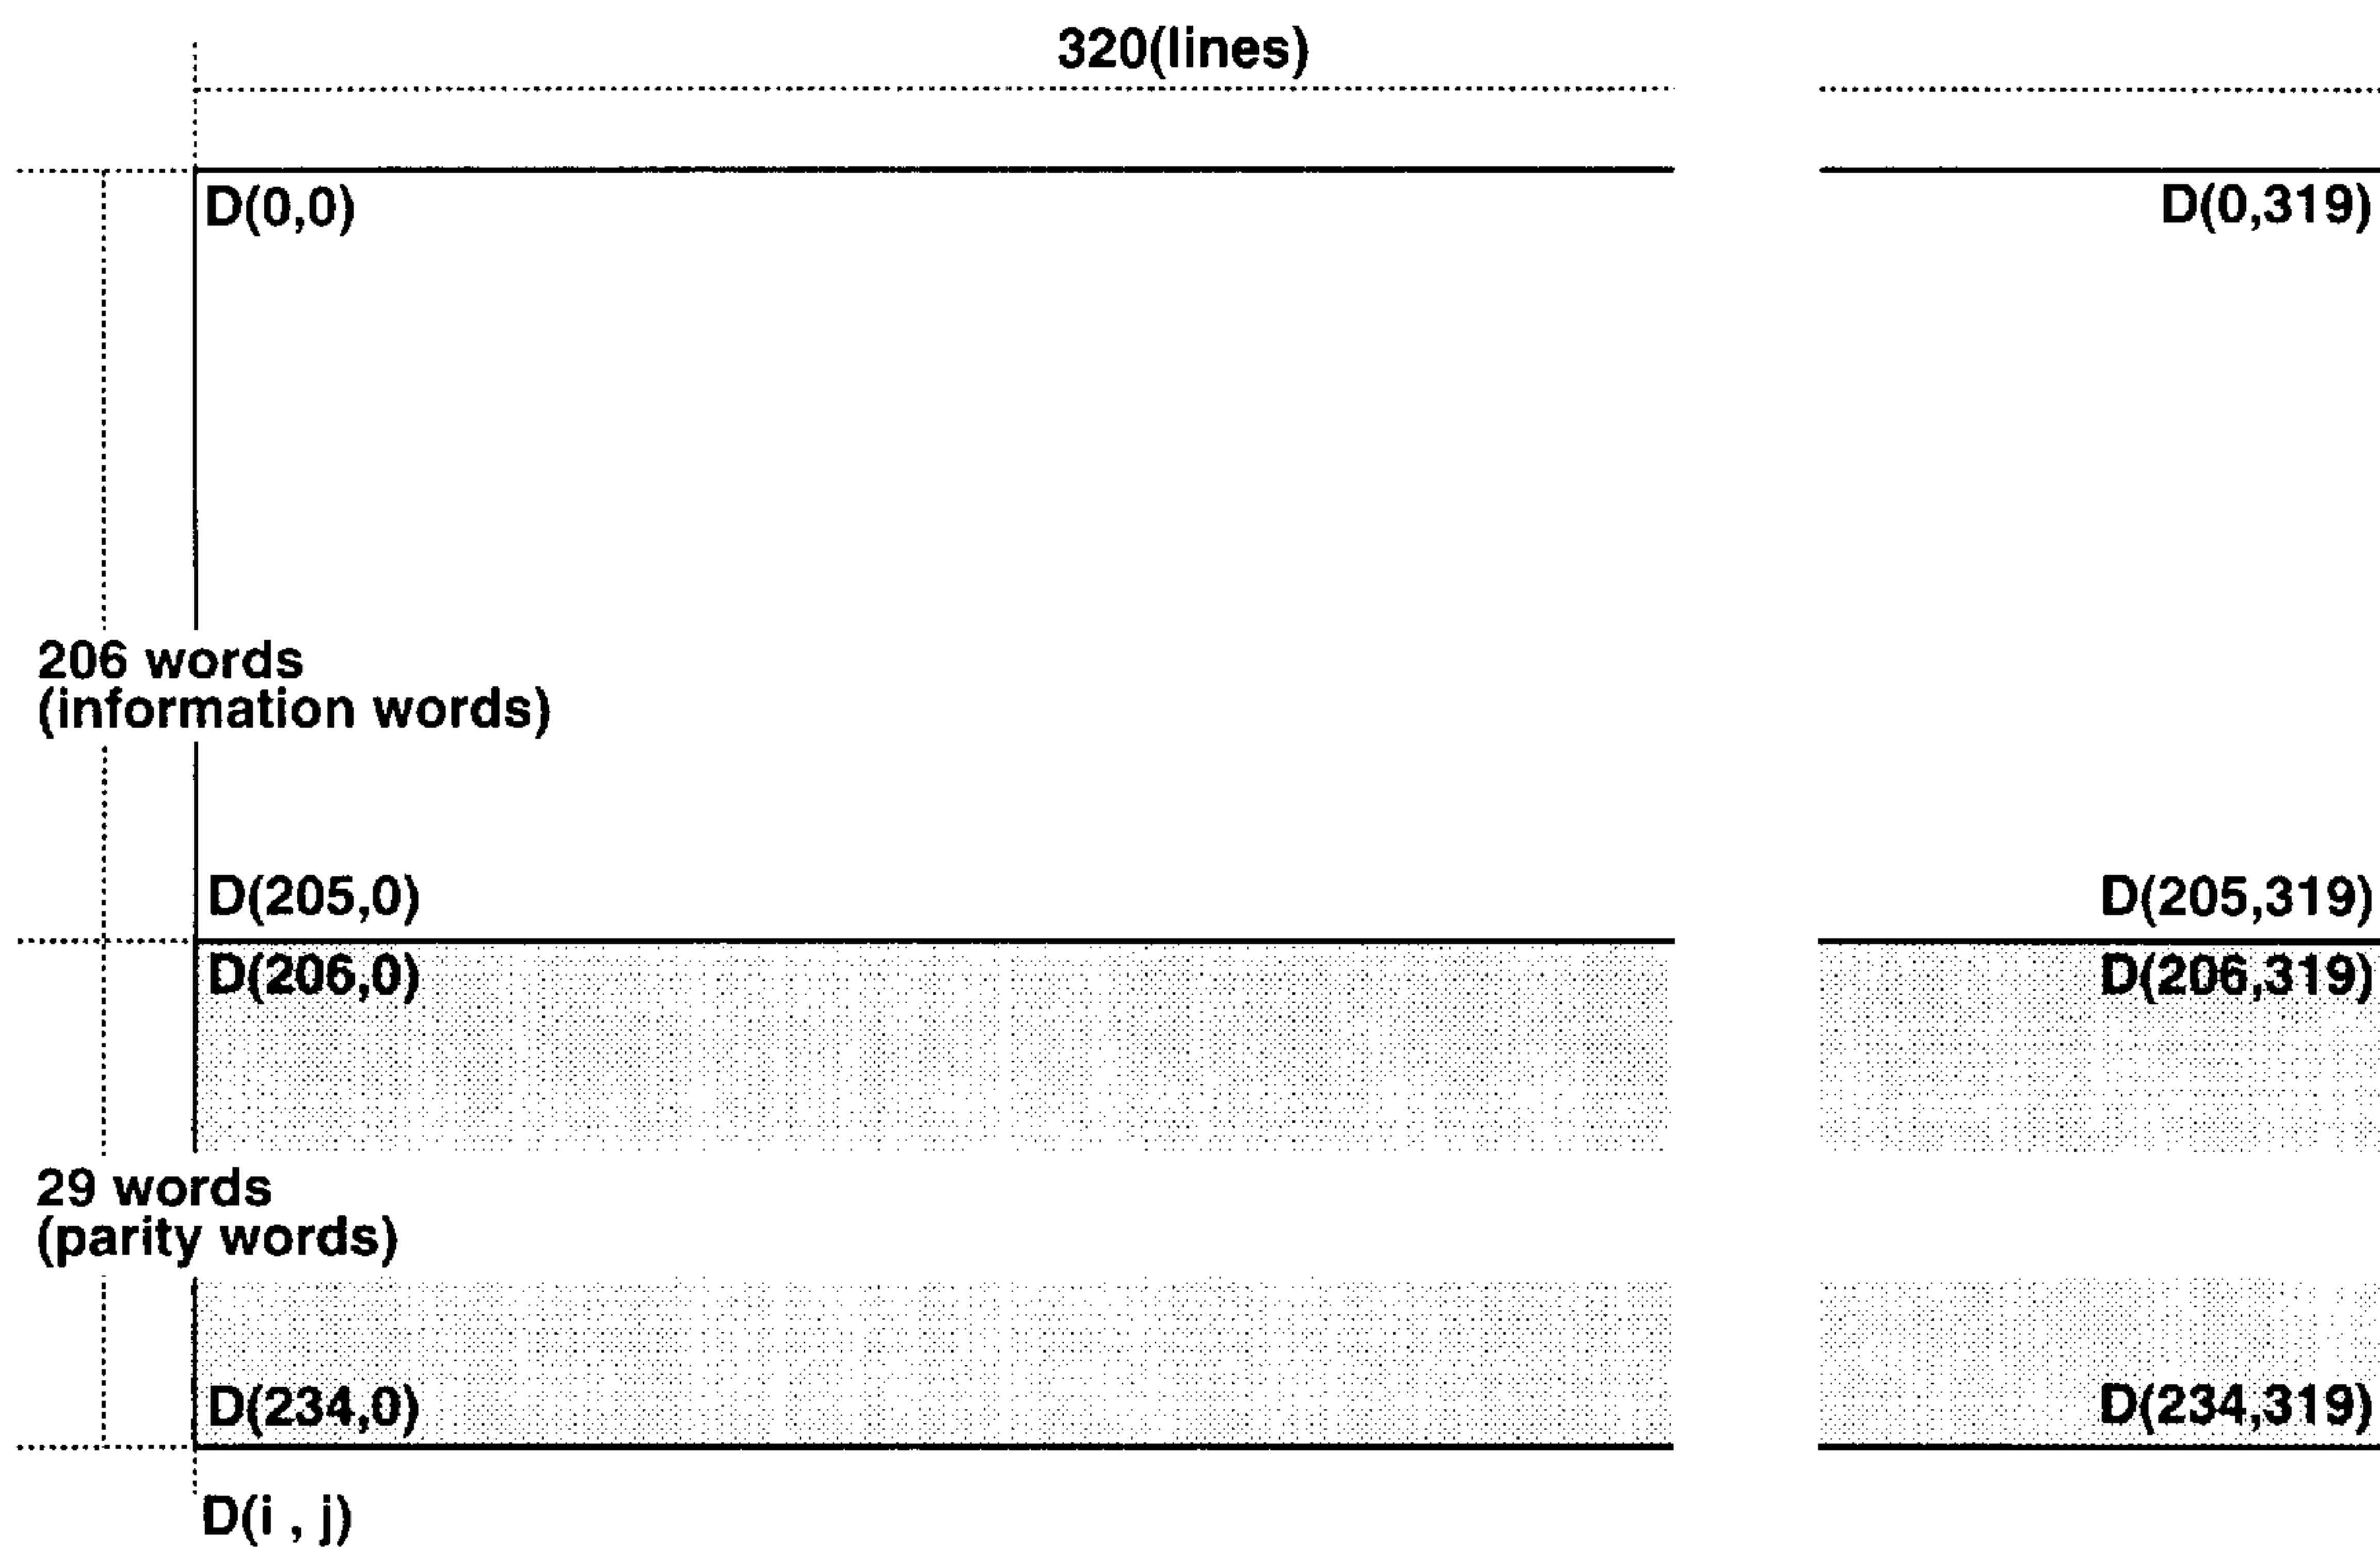 320(lines)
D(0,0)
D(0,319)
206 words
(information words)
D(205,0)
D(205,319)
D(206,0)
D(206,319)
29 words
(parity words)
D(234,0)
D(234,319)
D(i , j)